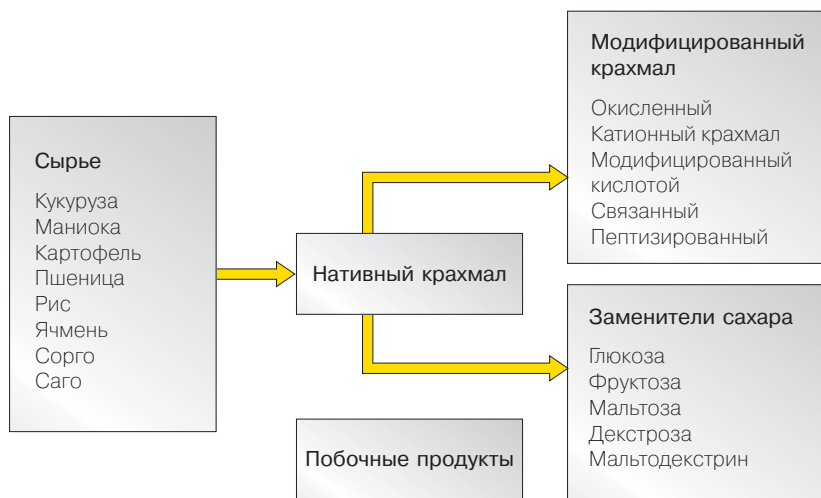 Сырье
Кукуруза
Маниока
Картофель
Пшеница
Рис
Ячмень
Сорго
Саго
Нативный крахмал
Побочные продукты
Модифицированный
крахмал
Окисленный
Катионный крахмал
Модифицированный
кислотой
Связанный
Пептизированный
Заменители сахара
Глюкоза
Фруктоза
Мальтоза
Декстроза
Мальтодекстрин